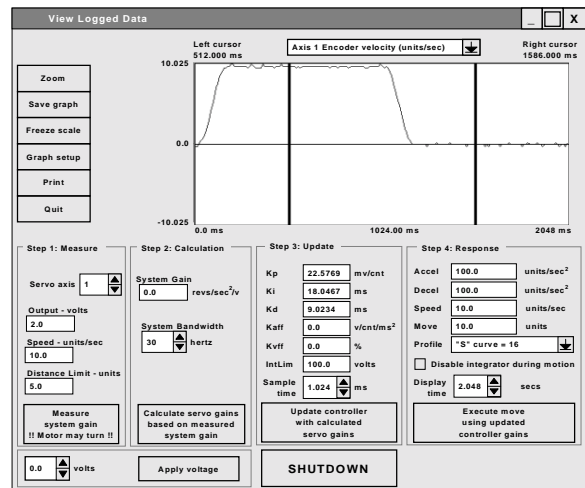 View Logged Data
_ X
Left cursor
512.000 ms
Axis 1 Encoder velocity (units/sec)
Right cursor
1586.000 ms
Zoom
Save graph
Freeze scale
Graph setup
Print
Quit
10.025
0.0
-10.025
0.0 ms
1024.00 ms
2048 ms
Step 1: Measure
Servo axis 1
Output - volts
2.0
Speed - units/sec
10.0
Distance Limit - units
5.0
Measure
system gain
!! Motor may turn !!
Step 2: Calculation
System Gain
0.0 revs/sec²/v
System Bandwidth
30 hertz
Calculate servo gains
based on measured
system gain
Step 3: Update
Kp 22.5769 mv/cnt
Ki 18.0467 ms
Kd 9.0234 ms
Kaff 0.0 v/cnt/ms²
Kvff 0.0 %
IntLim 100.0 volts
Sample
time 1.024 ms
Update controller
with calculated
servo gains
Step 4: Response
Accel 100.0 units/sec²
Decel 100.0 units/sec²
Speed 10.0 units/sec
Move 10.0 units
Profile "S" curve = 16
Disable integrator during motion
Display
time 2.048 secs
Execute move
using updated
controller gains
0.0 volts
Apply voltage
SHUTDOWN